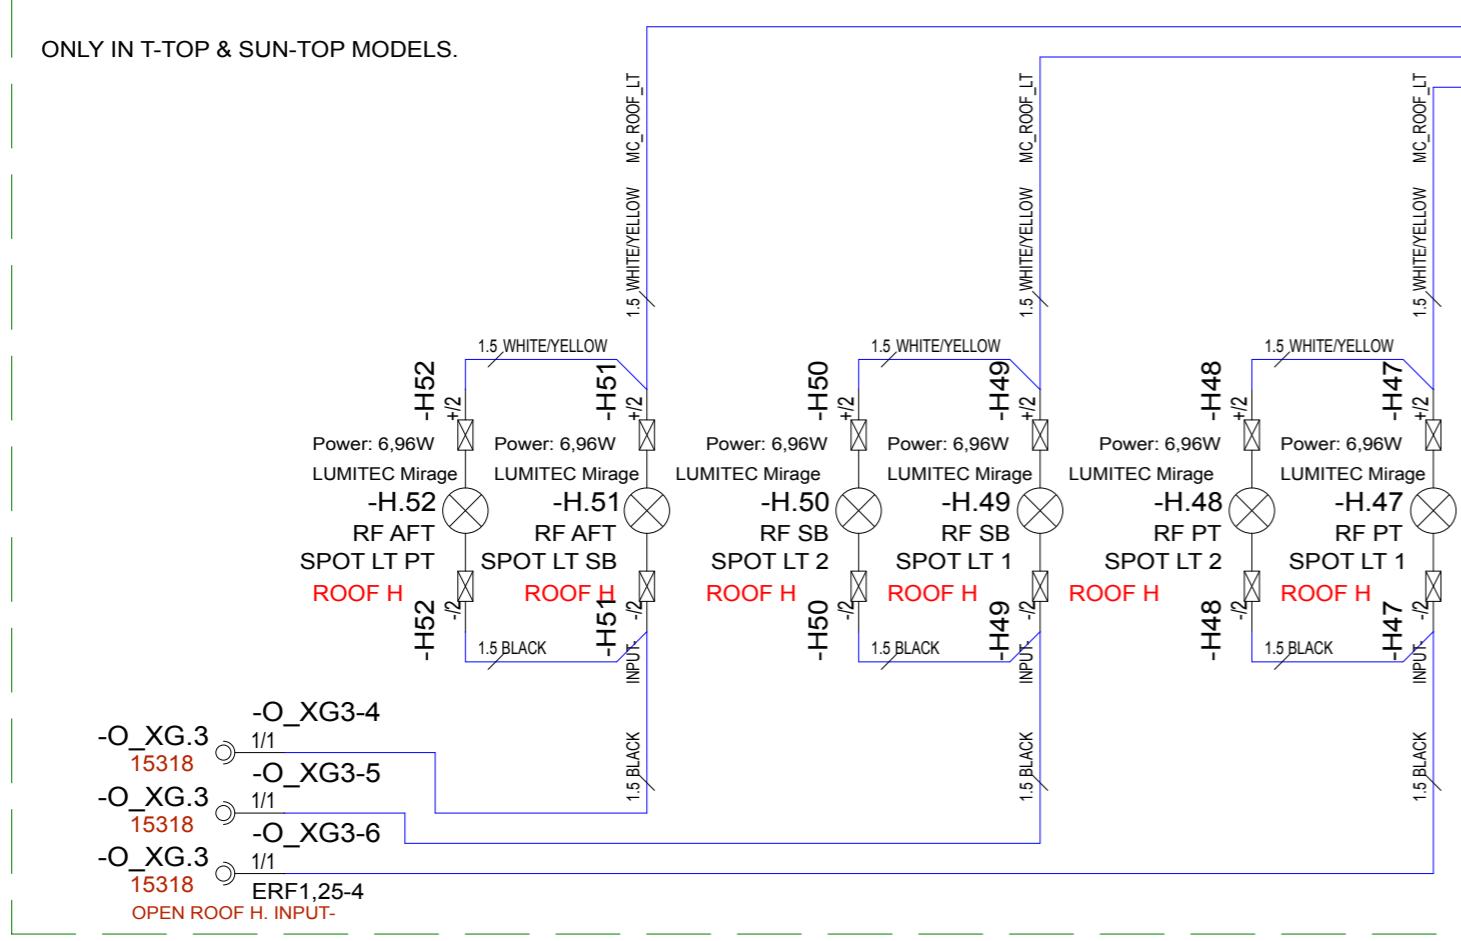 ONLY IN T-TOP & SUN-TOP MODELS.
MC_ROOF_LT
MC_ROOF_LT
MC_ROOF_LT
1.5 WHITE/YELLOW
1.5 WHITE/YELLOW
1.5 WHITE/YELLOW
1.5 WHITE/YELLOW
1.5 WHITE/YELLOW
1.5 WHITE/YELLOW
-H52
+/2
-H51
+/2
-H50
+/2
-H49
+/2
-H48
+/2
-H47
+/2
Power: 6,96W
LUMITEC Mirage
-H.52
RF AFT
SPOT LT PT
ROOF H
Power: 6,96W
LUMITEC Mirage
-H.51
RF AFT
SPOT LT SB
ROOF H
Power: 6,96W
LUMITEC Mirage
-H.50
RF SB
SPOT LT 2
ROOF H
Power: 6,96W
LUMITEC Mirage
-H.49
RF SB
SPOT LT 1
ROOF H
Power: 6,96W
LUMITEC Mirage
-H.48
RF PT
SPOT LT 2
ROOF H
Power: 6,96W
LUMITEC Mirage
-H.47
RF PT
SPOT LT 1
ROOF H
-H52
-/2
-H51
-/2
-H50
-/2
-H49
-/2
-H48
-/2
-H47
-/2
1.5 BLACK
INPUT-
1.5 BLACK
INPUT-
1.5 BLACK
INPUT-
1.5 BLACK
1.5 BLACK
1.5 BLACK
-O_XG3-4
-O_XG.3
1/1
15318
-O_XG3-5
-O_XG.3
1/1
15318
-O_XG3-6
-O_XG.3
1/1
15318
ERF1,25-4
OPEN ROOF H. INPUT-